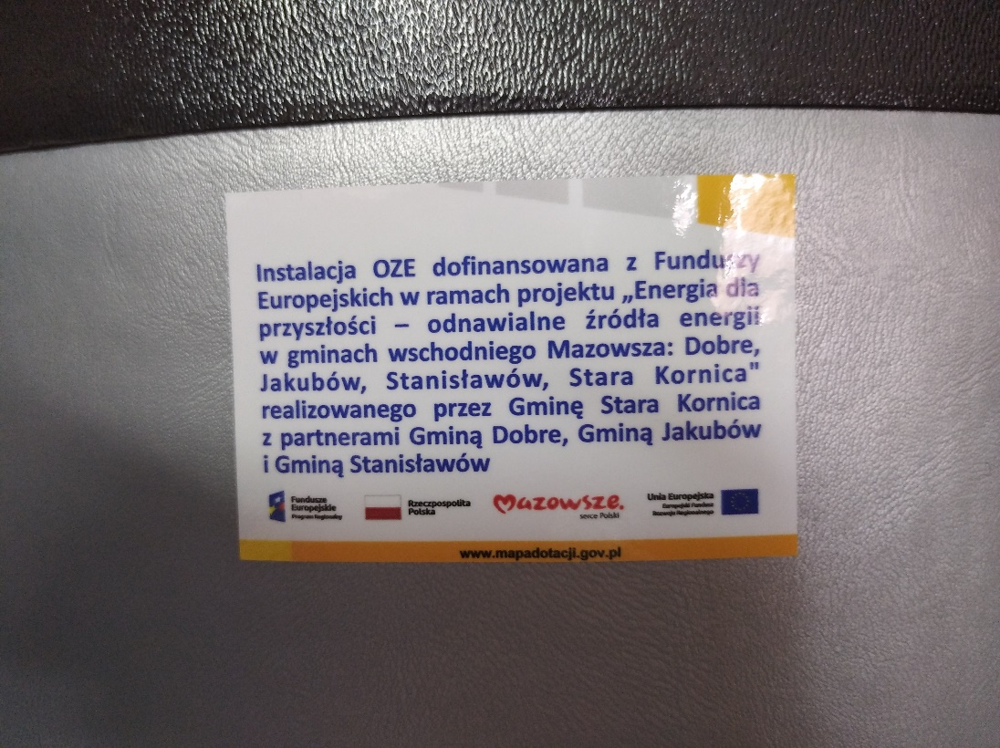 Instalacja OZE dofinansowana z Funduszy
Europejskich w ramach projektu „Energia dla
przyszłości – odnawialne źródła energii
w gminach wschodniego Mazowsza: Dobre,
Jakubów, Stanisławów, Stara Kornica"
realizowanego przez Gminę Stara Kornica
z partnerami Gminą Dobre, Gminą Jakubów
i Gminą Stanisławów
Fundusze
Europejskie
Program Regionalny
Rzeczpospolita
Polska
mazowsze.
serce Polski
Unia Europejska
Europejski Fundusz
Rozwoju Regionalnego
www.mapadotacji.gov.pl